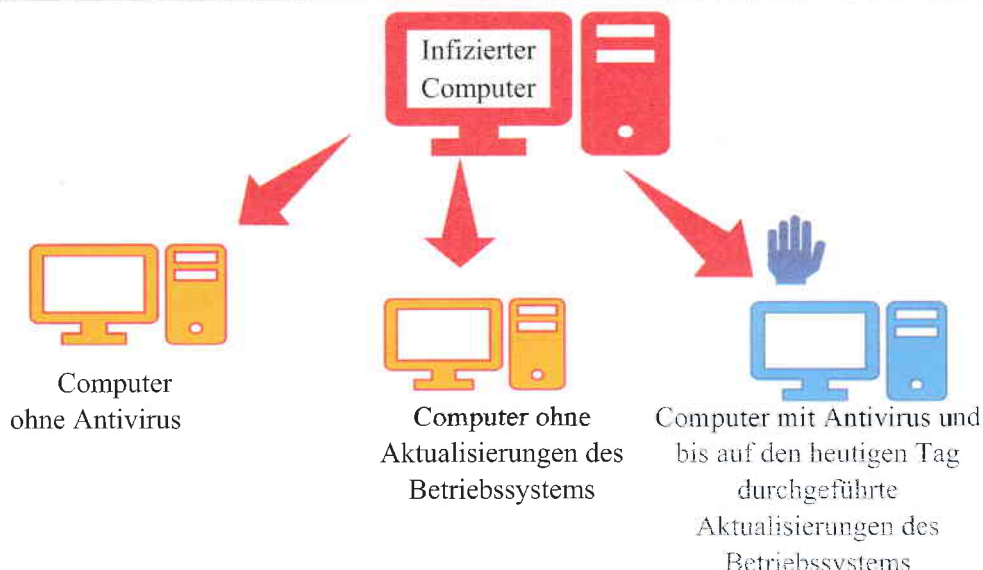 Infizierter
Computer
Computer
ohne Antivirus
Computer ohne
Aktualisierungen des
Betriebssystems
Computer mit Antivirus und
bis auf den heutigen Tag
durchgeführte
Aktualisierungen des
Betriebssystems